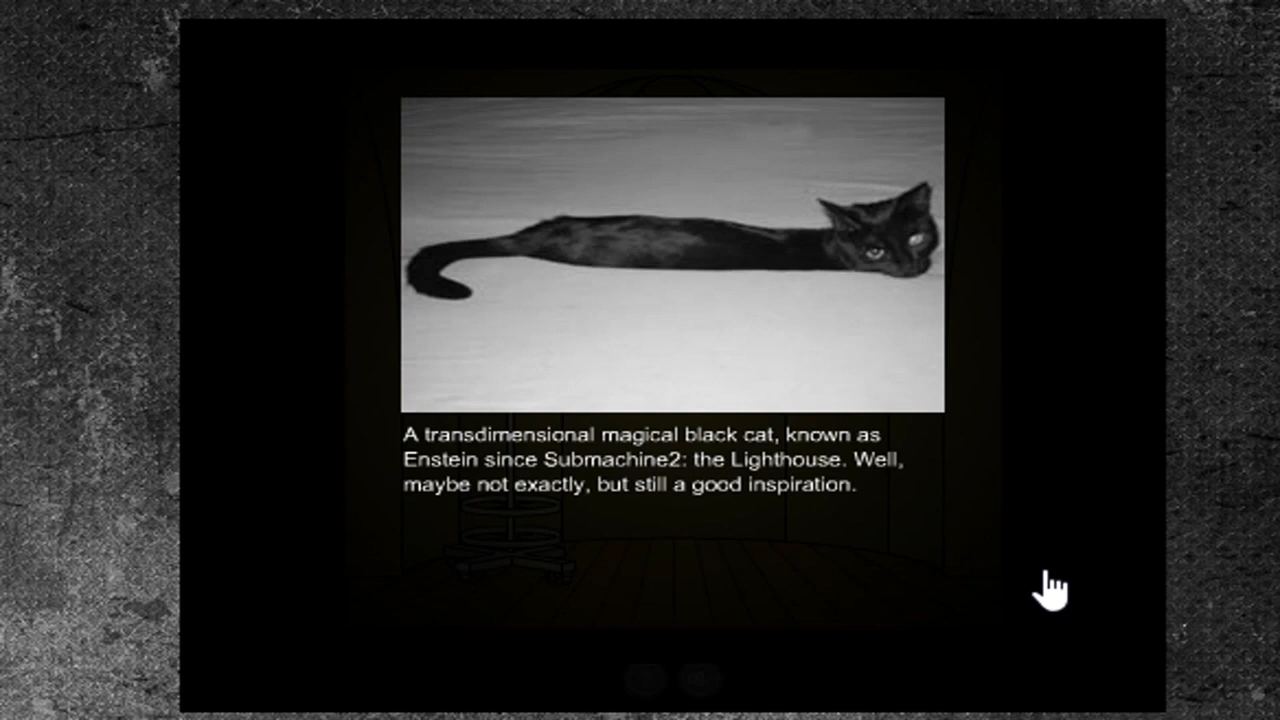 A transdimensional magical black cat, known as
Enstein since Submachine2: the Lighthouse. Well,
maybe not exactly, but still a good inspiration.